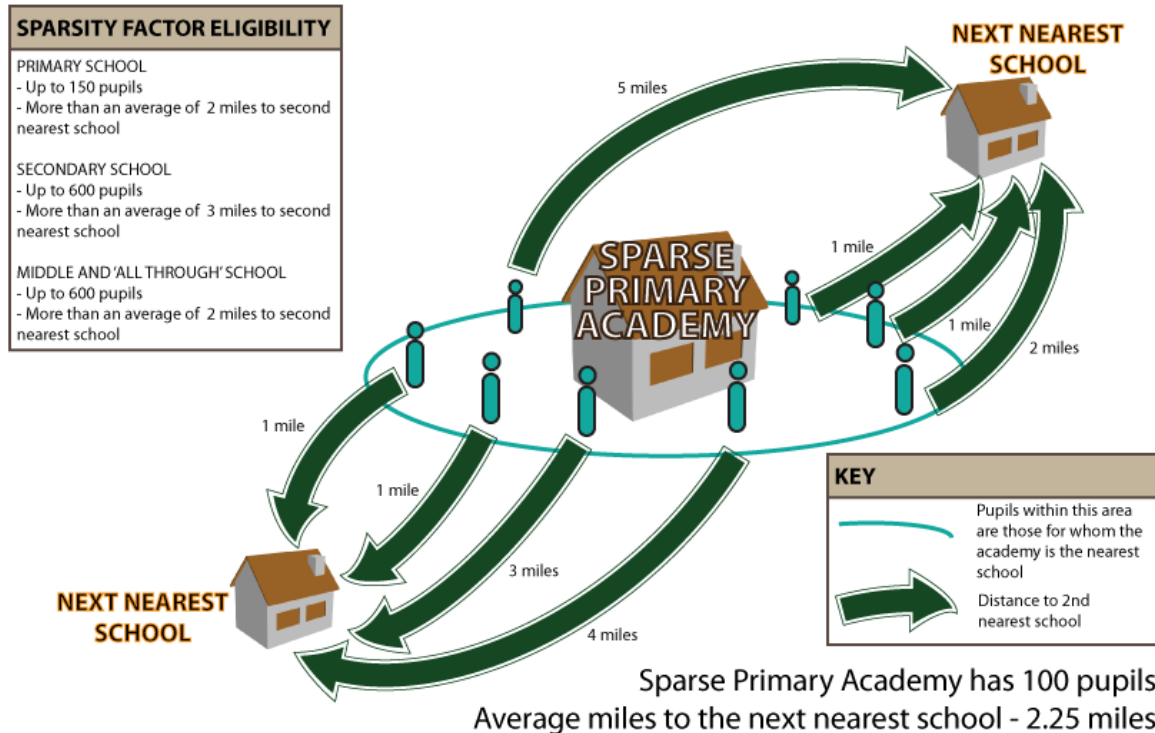 SPARSITY FACTOR ELIGIBILITY
PRIMARY SCHOOL
- Up to 150 pupils
- More than an average of 2 miles to second
nearest school
SECONDARY SCHOOL
- Up to 600 pupils
- More than an average of 3 miles to second
nearest school
MIDDLE AND 'ALL THROUGH' SCHOOL
- Up to 600 pupils
- More than an average of 2 miles to second
nearest school
NEXT NEAREST
SCHOOL
5 miles
SPARSE
PRIMARY
ACADEMY
1 mile
1 mile
2 miles
1 mile
1 mile
3 miles
4 miles
NEXT NEAREST
SCHOOL
KEY
Pupils within this area
are those for whom the
academy is the nearest
school
Distance to 2nd
nearest school
Sparse Primary Academy has 100 pupils
Average miles to the next nearest school - 2.25 miles